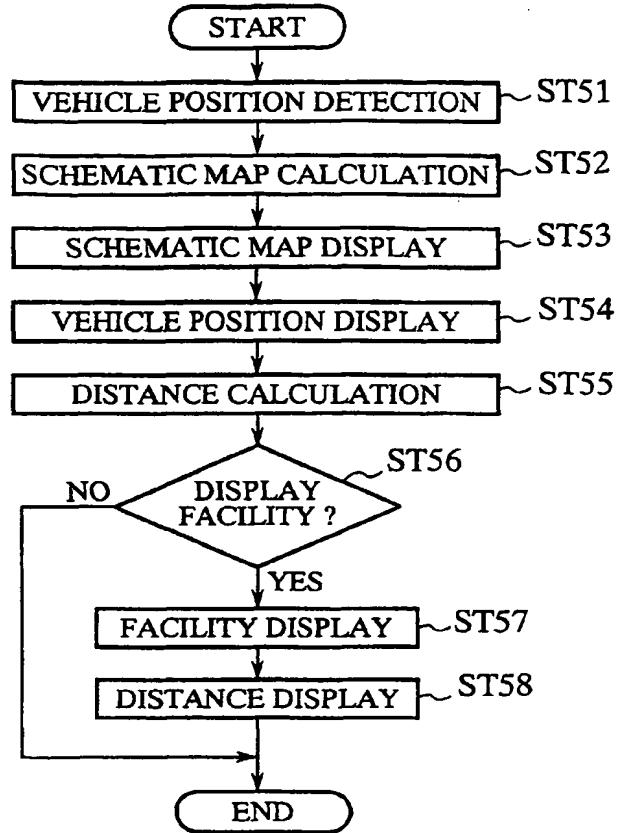 START
VEHICLE POSITION DETECTION ST51
SCHEMATIC MAP CALCULATION ST52
SCHEMATIC MAP DISPLAY ST53
VEHICLE POSITION DISPLAY ST54
DISTANCE CALCULATION ST55
ST56
NO
DISPLAY
FACILITY ?
YES
FACILITY DISPLAY ST57
DISTANCE DISPLAY ST58
END